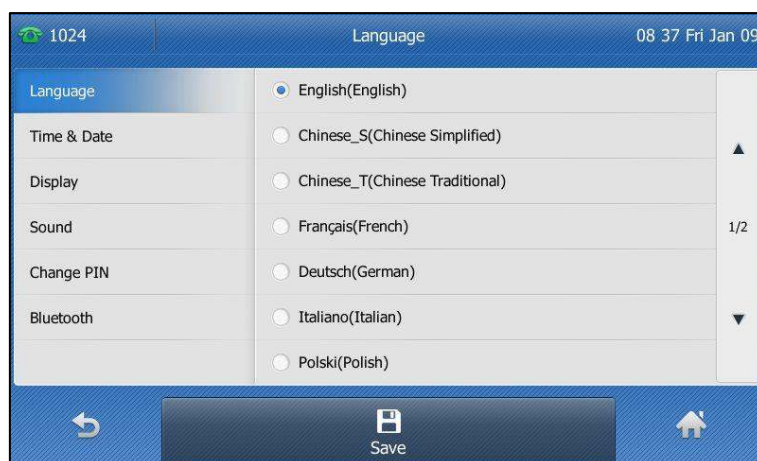 1024 Language 08 37 Fri Jan 09
Language
Time & Date
Display
Sound
Change PIN
Bluetooth
English(English)
Chinese_S(Chinese Simplified)
Chinese_T(Chinese Traditional)
Français(French)
Deutsch(German)
Italiano(Italian)
Polski(Polish)
1/2
Save